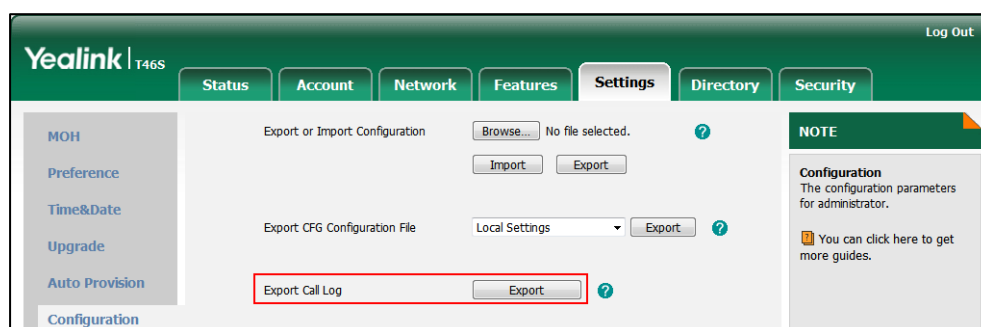 Log Out
Yealink | T46S
Status Account Network Features Settings Directory Security
MOH
Preference
Time&Date
Upgrade
Auto Provision
Configuration
Export or Import Configuration Browse... No file selected. ?
Import Export
Export CFG Configuration File Local Settings Export ?
Export Call Log Export ?
NOTE
Configuration
The configuration parameters
for administrator.
? You can click here to get
more guides.